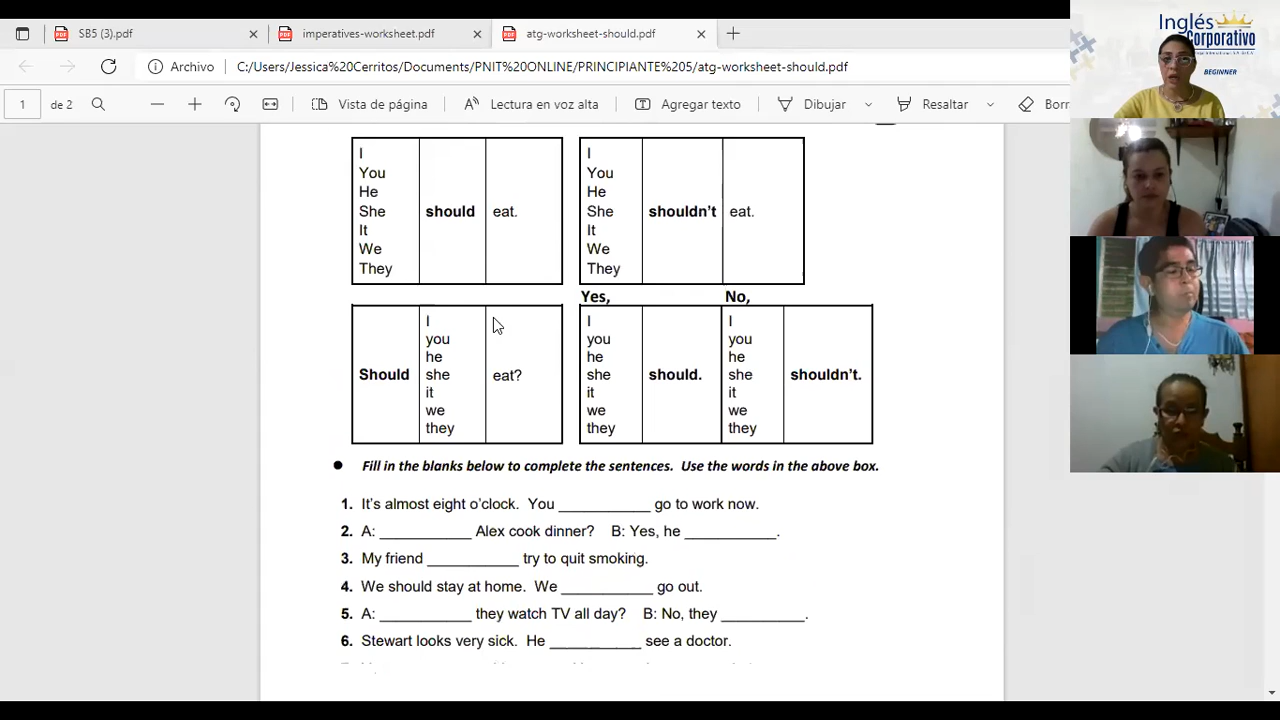 SB5 (3).pdf
imperatives-worksheet.pdf
atg-worksheet-should.pdf
Archivo
C:/Users/Jessica%20Cerritos/Documents/PNT%20ONLINE/PRINCIPIANTE%205/atg-worksheet-should.pdf
1
de 2
Vista de página
Lectura en voz alta
Agregar texto
Dibujar
Resaltar
Borr
Inglés
Corporativo
BEGINNER
I
You
He
She
It
We
They
should
eat.
I
You
He
She
It
We
They
shouldn't
eat.
Should
I
you
he
she
it
we
they
eat?
Yes,
I
you
he
she
it
we
they
should.
No,
I
you
he
she
it
we
they
shouldn't.
● Fill in the blanks below to complete the sentences. Use the words in the above box.
1. It's almost eight o'clock. You ___________ go to work now.
2. A: ___________ Alex cook dinner? B: Yes, he ___________.
3. My friend ___________ try to quit smoking.
4. We should stay at home. We ___________ go out.
5. A: ___________ they watch TV all day? B: No, they __________.
6. Stewart looks very sick. He ___________ see a doctor.